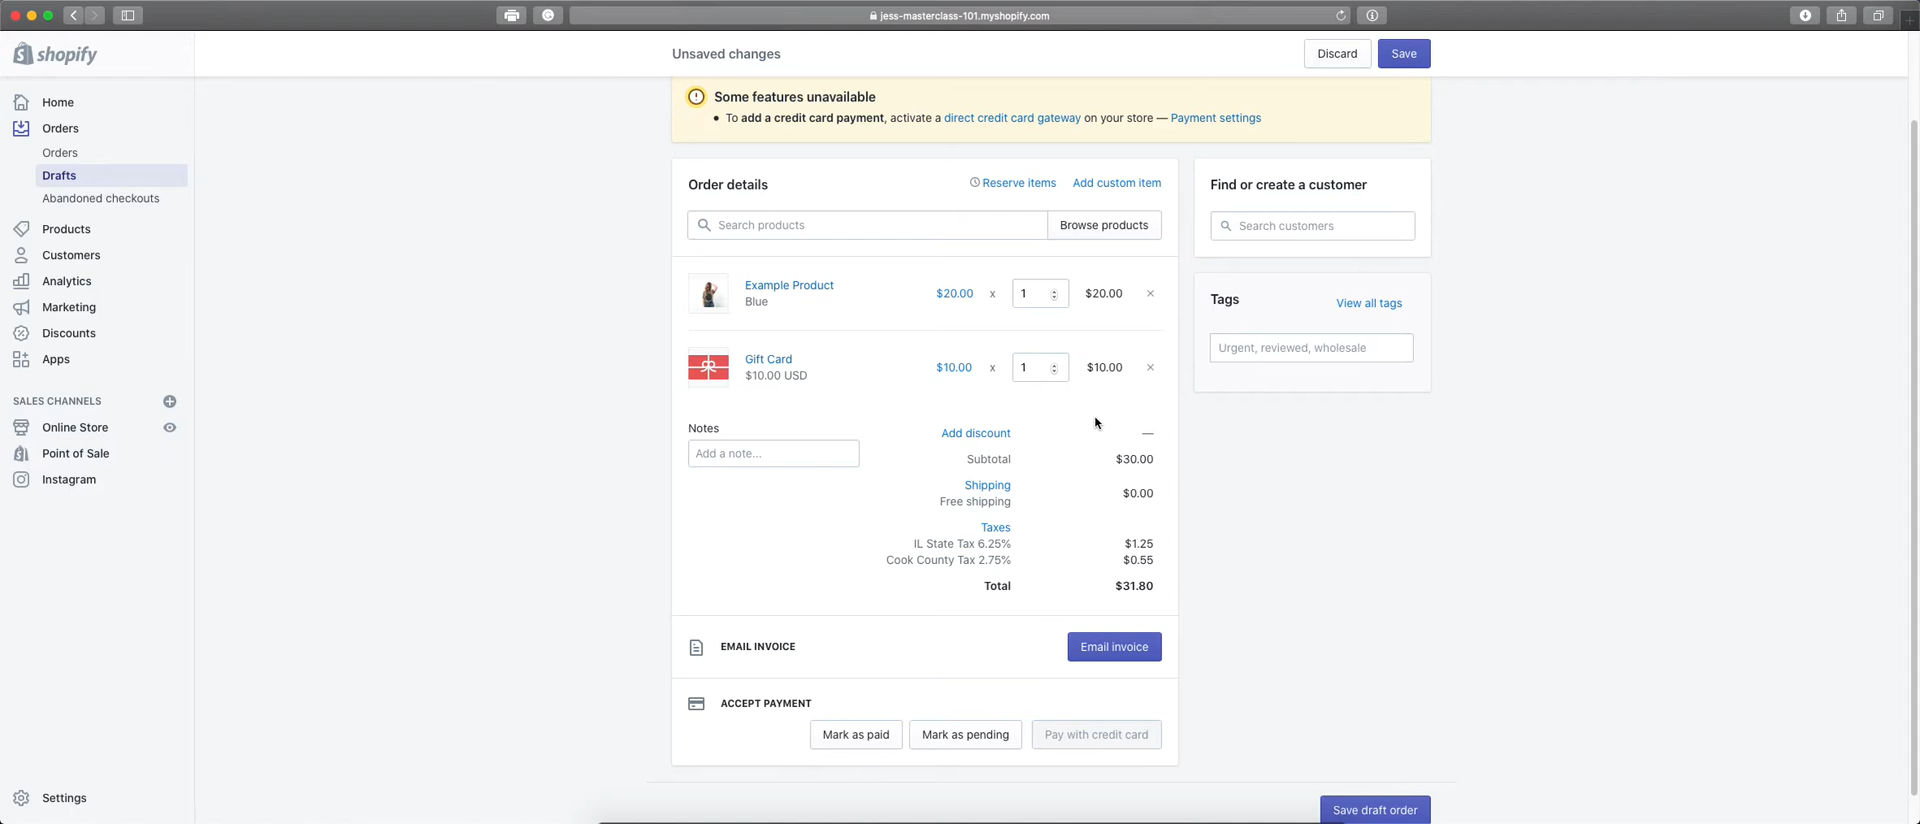 jess-masterclass-101.myshopify.com
shopify
Unsaved changes
Discard
Save
Home
Orders
Orders
Drafts
Abandoned checkouts
Products
Customers
Analytics
Marketing
Discounts
Apps
SALES CHANNELS
Online Store
Point of Sale
Instagram
Settings
Some features unavailable
• To add a credit card payment, activate a direct credit card gateway on your store — Payment settings
Order details
Reserve items
Add custom item
Search products
Browse products
Example Product
Blue
$20.00 x 1 $20.00
Gift Card
$10.00 USD
$10.00 x 1 $10.00
Notes
Add a note...
Add discount —
Subtotal $30.00
Shipping
Free shipping
$0.00
Taxes
IL State Tax 6.25% $1.25
Cook County Tax 2.75% $0.55
Total $31.80
EMAIL INVOICE
Email invoice
ACCEPT PAYMENT
Mark as paid
Mark as pending
Pay with credit card
Find or create a customer
Search customers
Tags
View all tags
Urgent, reviewed, wholesale
Save draft order